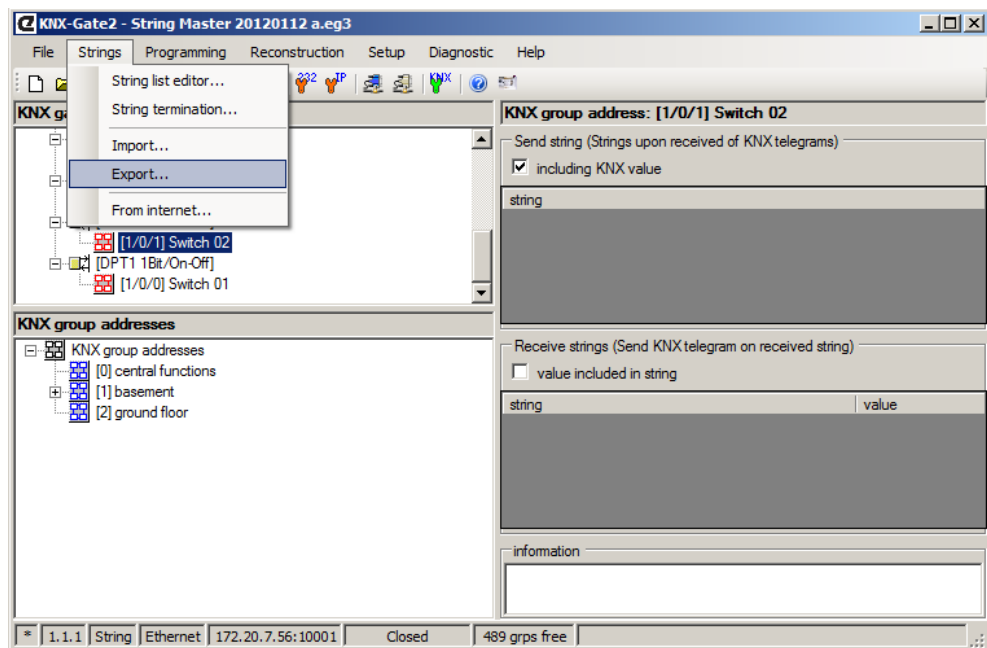 KNX-Gate2 - String Master 20120112 a.eg3
File Strings Programming Reconstruction Setup Diagnostic Help
String list editor...
String termination...
Import...
Export...
From internet...
232 IP KNX
KNX
[1/0/1] Switch 02
[DPT1 1Bit/On-Off]
[1/0/0] Switch 01
KNX group addresses
KNX group addresses
[0] central functions
[1] basement
[2] ground floor
KNX group address: [1/0/1] Switch 02
Send string (Strings upon received of KNX telegrams)
including KNX value
string
Receive strings (Send KNX telegram on received string)
value included in string
string value
information
* 1.1.1 String Ethernet 172.20.7.56:10001 Closed 489 grps free